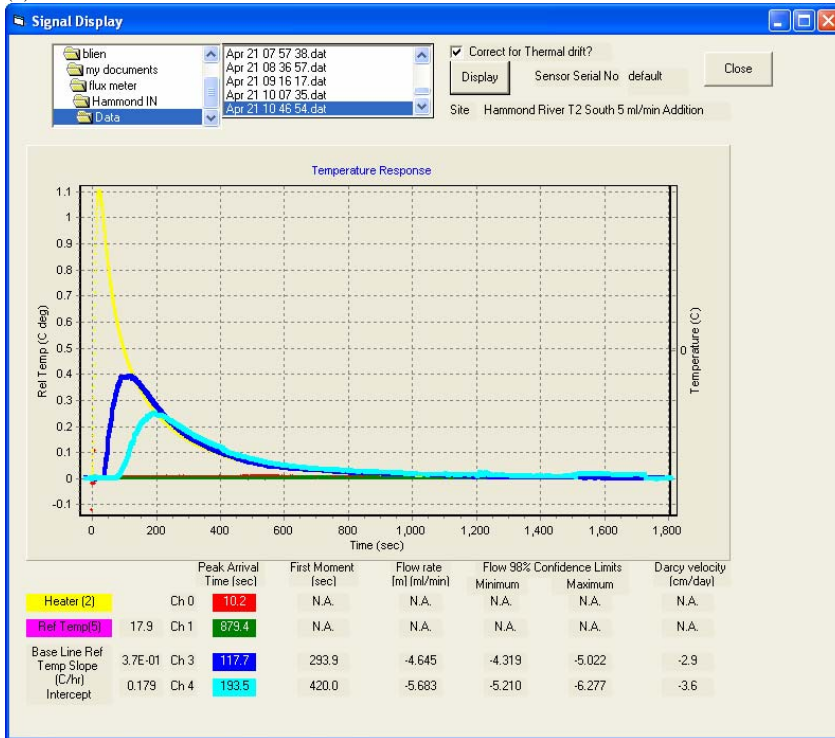 Signal Display
blien
my documents
flux meter
Hammond IN
Data
Apr 21 07 57 38.dat
Apr 21 08 36 57.dat
Apr 21 09 16 17.dat
Apr 21 10 07 35.dat
Apr 21 10 46 54.dat
Correct for Thermal drift?
Display
Sensor Serial No default
Close
Site Hammond River T2 South 5 ml/min Addition
Temperature Response
1.1
1
0.9
0.8
0.7
0.6
0.5
0.4
0.3
0.2
0.1
0
-0.1
Rel Temp (C deg)
0
Temperature (C)
0 200 400 600 800 1,000 1,200 1,400 1,600 1,800
Time (sec)
Peak Arrival Time (sec)
First Moment (sec)
Flow rate [m] (ml/min)
Flow 98% Confidence Limits
Minimum Maximum
Darcy velocity (cm/day)
Heater (2) Ch 0 10.2 N.A. N.A. N.A. N.A. N.A.
Ref Temp(5) 17.9 Ch 1 879.4 N.A. N.A. N.A. N.A. N.A.
Base Line Ref
Temp Slope
(C/hr)
Intercept
3.7E-01 Ch 3 117.7 293.9 -4.645 -4.319 -5.022 -2.9
0.179 Ch 4 193.5 420.0 -5.683 -5.210 -6.277 -3.6